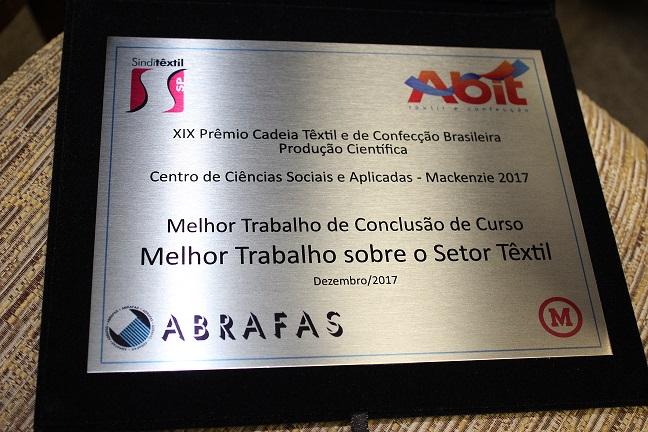 Sinditêxtil
SP
Abit
têxtil e confecção
XIX Prêmio Cadeia Têxtil e de Confecção Brasileira
Produção Científica
Centro de Ciências Sociais e Aplicadas - Mackenzie 2017
Melhor Trabalho de Conclusão de Curso
Melhor Trabalho sobre o Setor Têxtil
Dezembro/2017
ABRAFAS
M